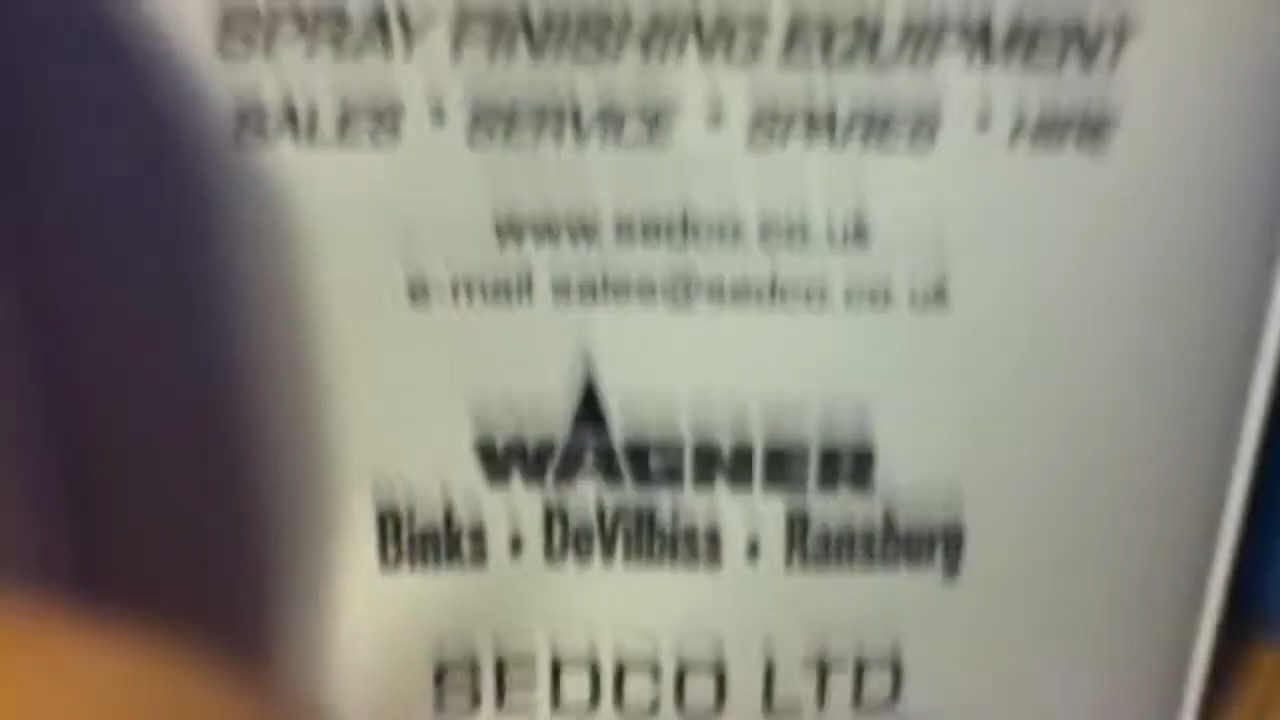 SPRAY FINISHING EQUIPMENT
SALES * SERVICE * SPARES * HIRE
www.sedco.co.uk
e-mail sales@sedco.co.uk
WAGNER
Binks • DeVilbiss • Ransburg
SEDCO LTD